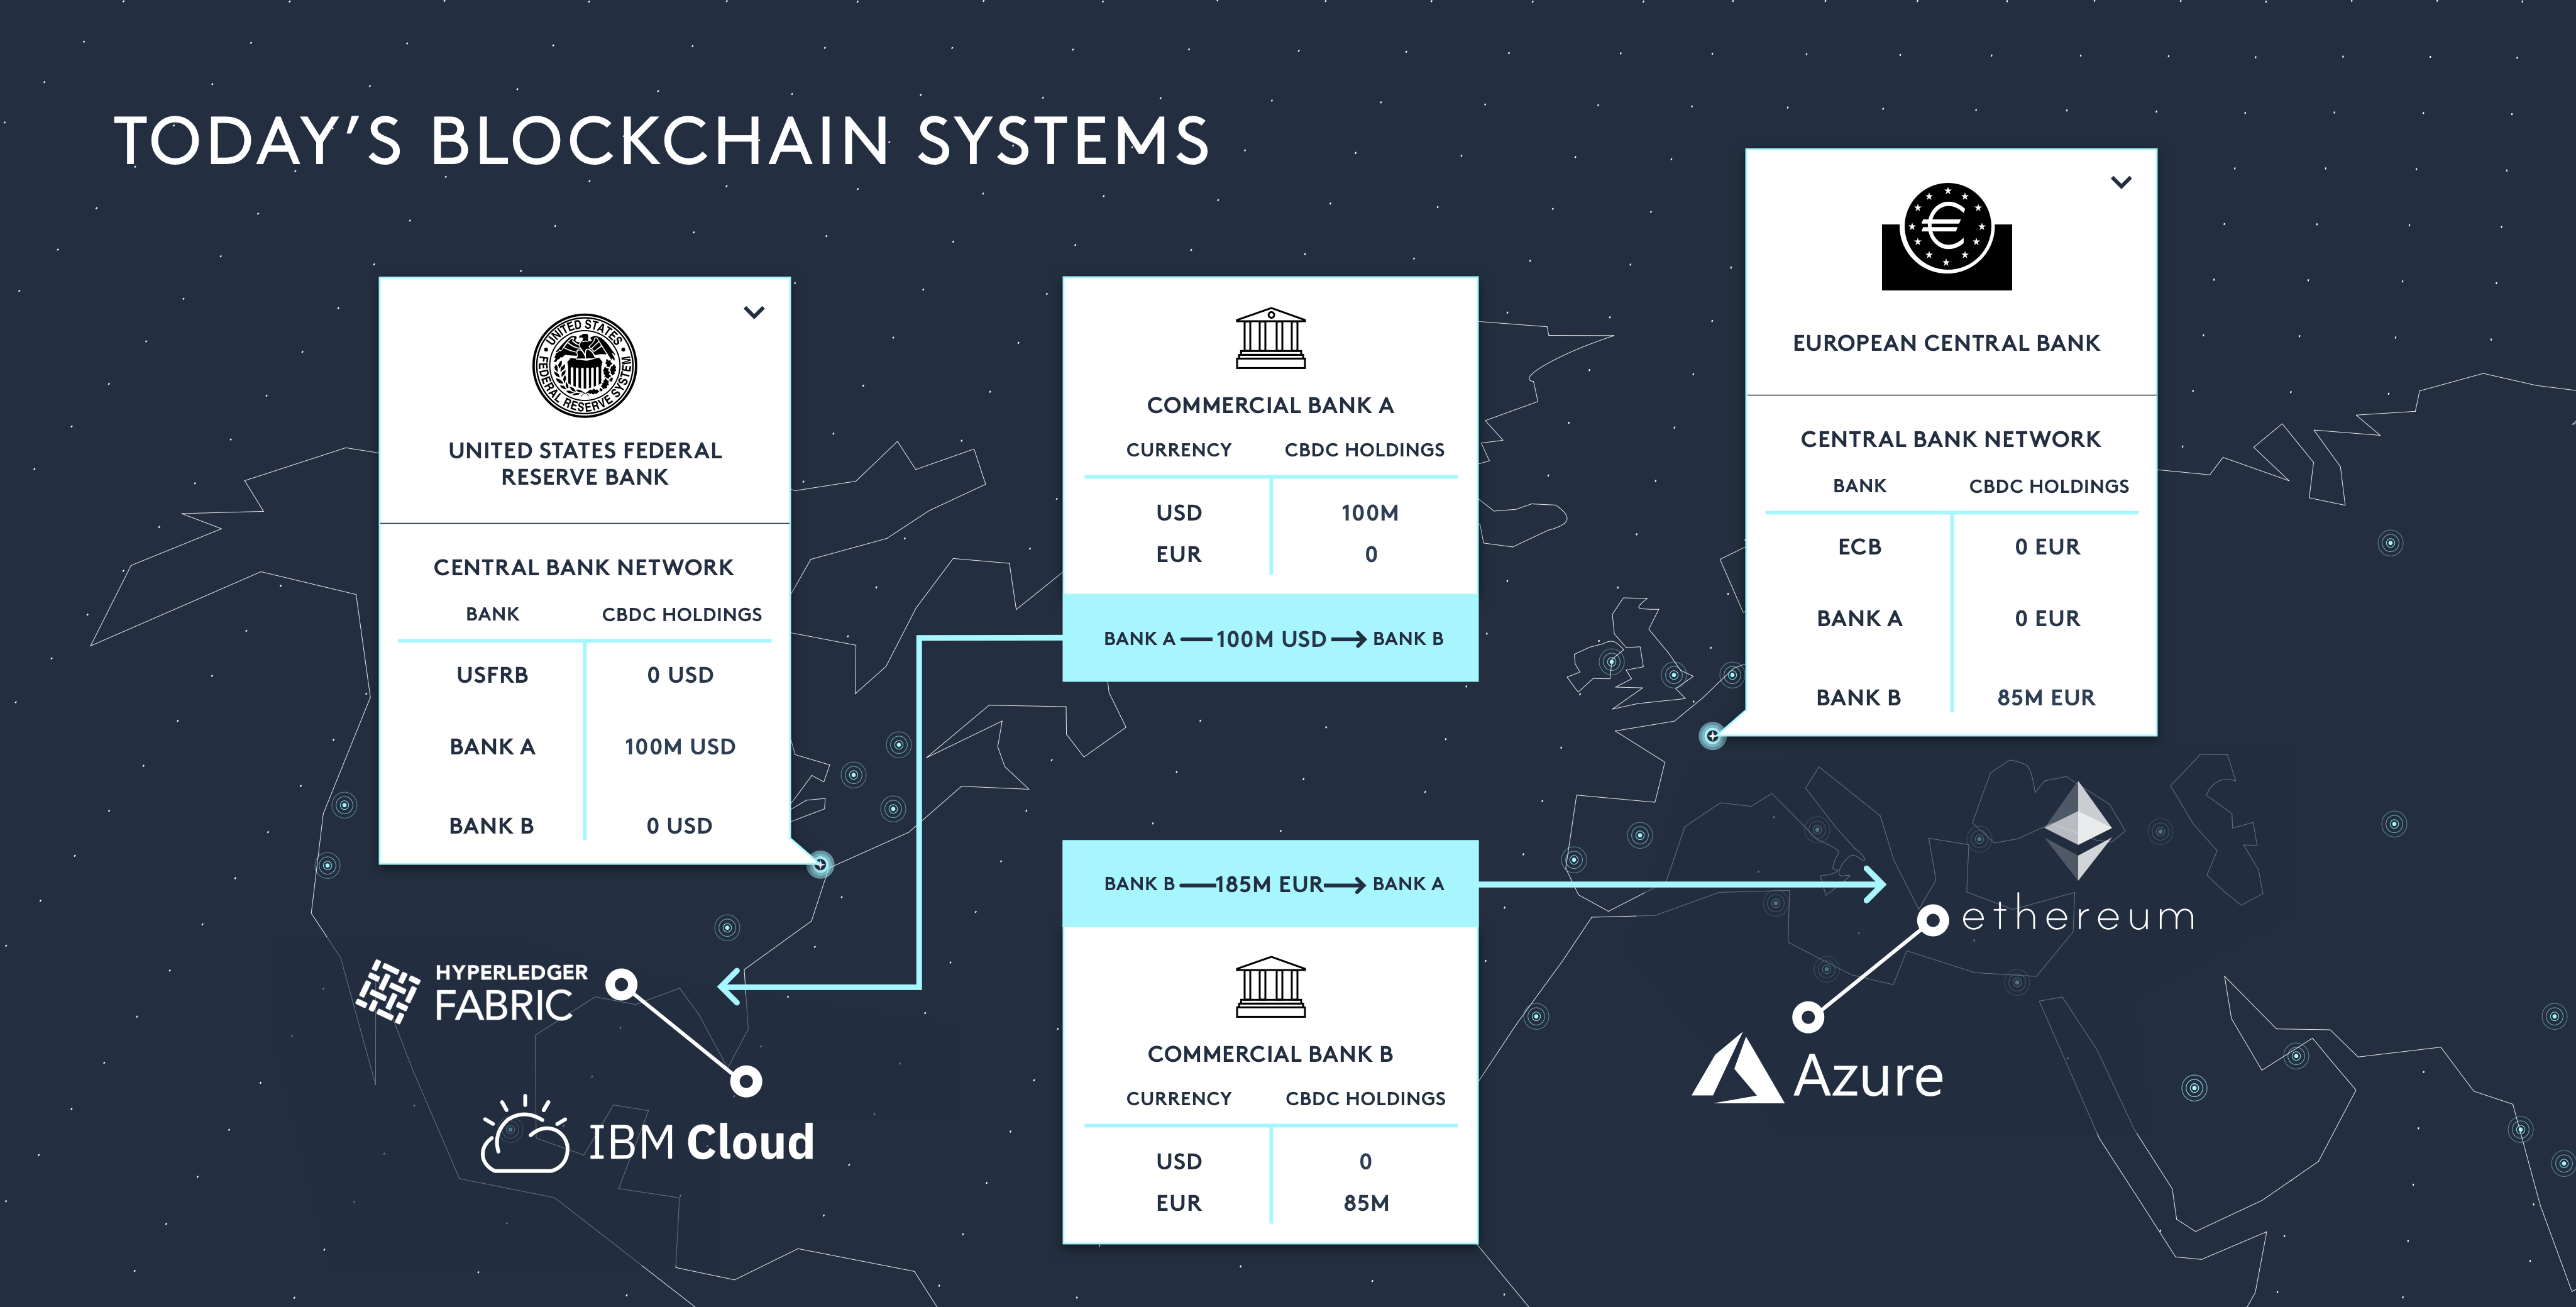 TODAY’S BLOCKCHAIN SYSTEMS
UNITED STATES
FEDERAL RESERVE SYSTEM
UNITED STATES FEDERAL
RESERVE BANK
CENTRAL BANK NETWORK
BANK CBDC HOLDINGS
USFRB 0 USD
BANK A 100M USD
BANK B 0 USD
HYPERLEDGER
FABRIC
IBM Cloud
COMMERCIAL BANK A
CURRENCY CBDC HOLDINGS
USD 100M
EUR 0
BANK A 100M USD BANK B
BANK B 185M EUR BANK A
COMMERCIAL BANK B
CURRENCY CBDC HOLDINGS
USD 0
EUR 85M
€
EUROPEAN CENTRAL BANK
CENTRAL BANK NETWORK
BANK CBDC HOLDINGS
ECB 0 EUR
BANK A 0 EUR
BANK B 85M EUR
ethereum
Azure